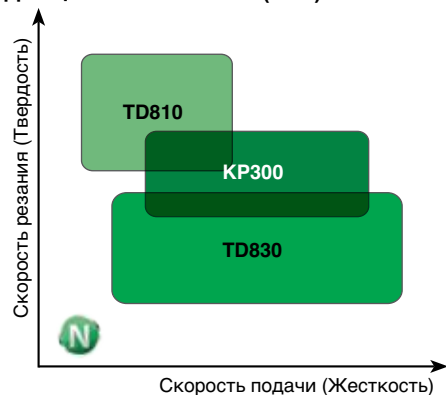 Скорость резания (Твердость)
TD810
KP300
TD830
N
Скорость подачи (Жесткость)